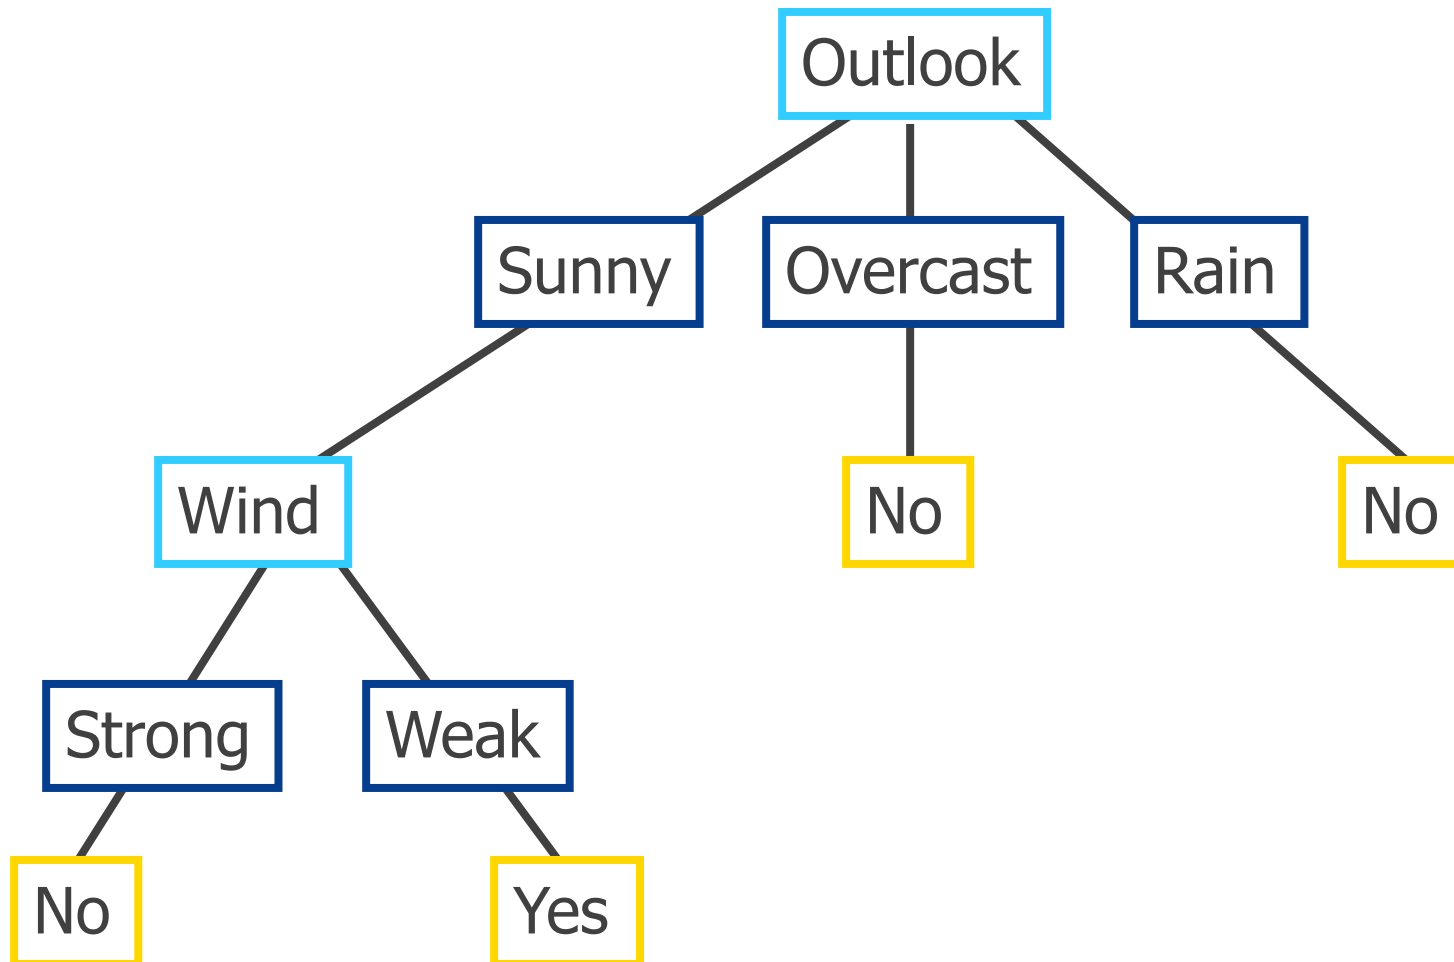 Outlook
Sunny
Overcast
Rain
Wind
No
No
Strong
Weak
No
Yes